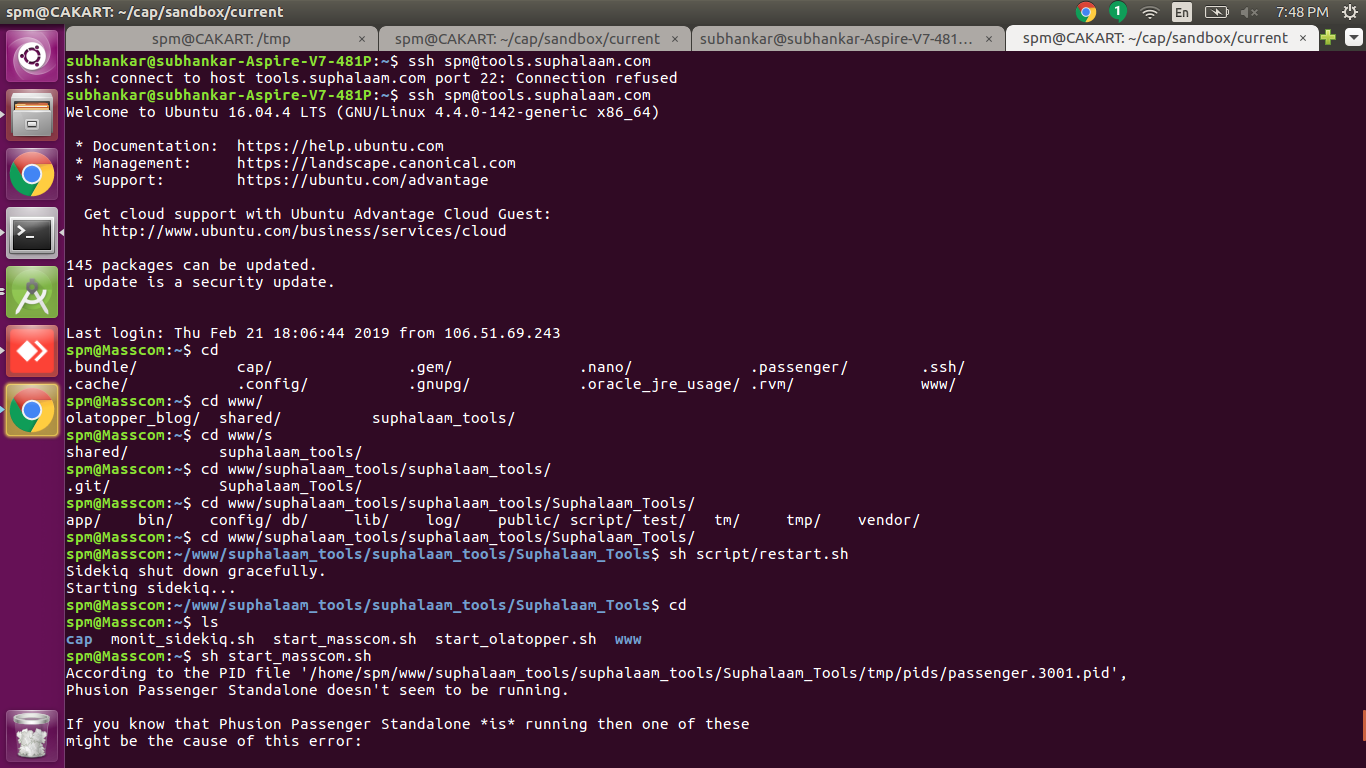 spm@CAKART: ~/cap/sandbox/current
1
En
7:48 PM
spm@CAKART: /tmp ×
spm@CAKART: ~/cap/sandbox/current ×
subhankar@subhankar-Aspire-V7-481... ×
spm@CAKART: ~/cap/sandbox/current ×
subhankar@subhankar-Aspire-V7-481P:~$ ssh spm@tools.suphalaam.com
ssh: connect to host tools.suphalaam.com port 22: Connection refused
subhankar@subhankar-Aspire-V7-481P:~$ ssh spm@tools.suphalaam.com
Welcome to Ubuntu 16.04.4 LTS (GNU/Linux 4.4.0-142-generic x86_64)
* Documentation:  https://help.ubuntu.com
* Management:     https://landscape.canonical.com
* Support:        https://ubuntu.com/advantage
Get cloud support with Ubuntu Advantage Cloud Guest:
http://www.ubuntu.com/business/services/cloud
145 packages can be updated.
1 update is a security update.
Last login: Thu Feb 21 18:06:44 2019 from 106.51.69.243
spm@Masscom:~$ cd
.bundle/           cap/               .gem/              .nano/             .passenger/        .ssh/
.cache/            .config/           .gnupg/            .oracle_jre_usage/ .rvm/              www/
spm@Masscom:~$ cd www/
olatopper_blog/  shared/          suphalaam_tools/
spm@Masscom:~$ cd www/s
shared/          suphalaam_tools/
spm@Masscom:~$ cd www/suphalaam_tools/suphalaam_tools/
.git/            Suphalaam_Tools/
spm@Masscom:~$ cd www/suphalaam_tools/suphalaam_tools/Suphalaam_Tools/
app/    bin/    config/ db/     lib/    log/    public/ script/ test/   tm/     tmp/    vendor/
spm@Masscom:~$ cd www/suphalaam_tools/suphalaam_tools/Suphalaam_Tools/
spm@Masscom:~/www/suphalaam_tools/suphalaam_tools/Suphalaam_Tools$ sh script/restart.sh
Sidekiq shut down gracefully.
Starting sidekiq...
spm@Masscom:~/www/suphalaam_tools/suphalaam_tools/Suphalaam_Tools$ cd
spm@Masscom:~$ ls
cap  monit_sidekiq.sh  start_masscom.sh  start_olatopper.sh  www
spm@Masscom:~$ sh start_masscom.sh
According to the PID file '/home/spm/www/suphalaam_tools/suphalaam_tools/Suphalaam_Tools/tmp/pids/passenger.3001.pid',
Phusion Passenger Standalone doesn't seem to be running.
If you know that Phusion Passenger Standalone *is* running then one of these
might be the cause of this error: